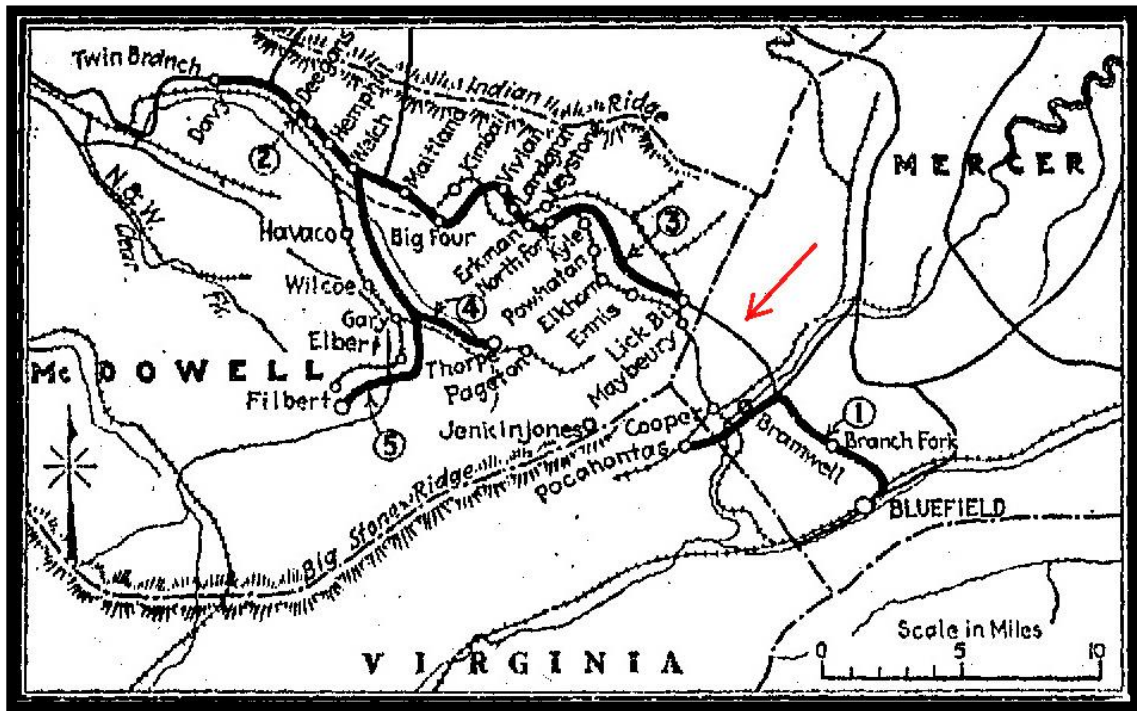 Twin Branch
Davy
Deegans
Hemphill
Welch
Maitland
Kimball
Vivian
Landgraff
Keystone
Indian Ridge
MERCER
②
N. & W.
Fk.
Havaco
Big Four
Erkman
North Fork
Kyle
③
Powhatan
Elkhorn
Ennis
Lick Br.
Maybeury
Wilcoe
④
Gary
Elbert
McDOWELL
Thorpe
Pageton
Filbert
Jenkinjones
Cooper
Bramwell
①
Branch Fork
⑤
Pocahontas
BLUEFIELD
Big Stone Ridge
VIRGINIA
Scale in Miles
0 5 10